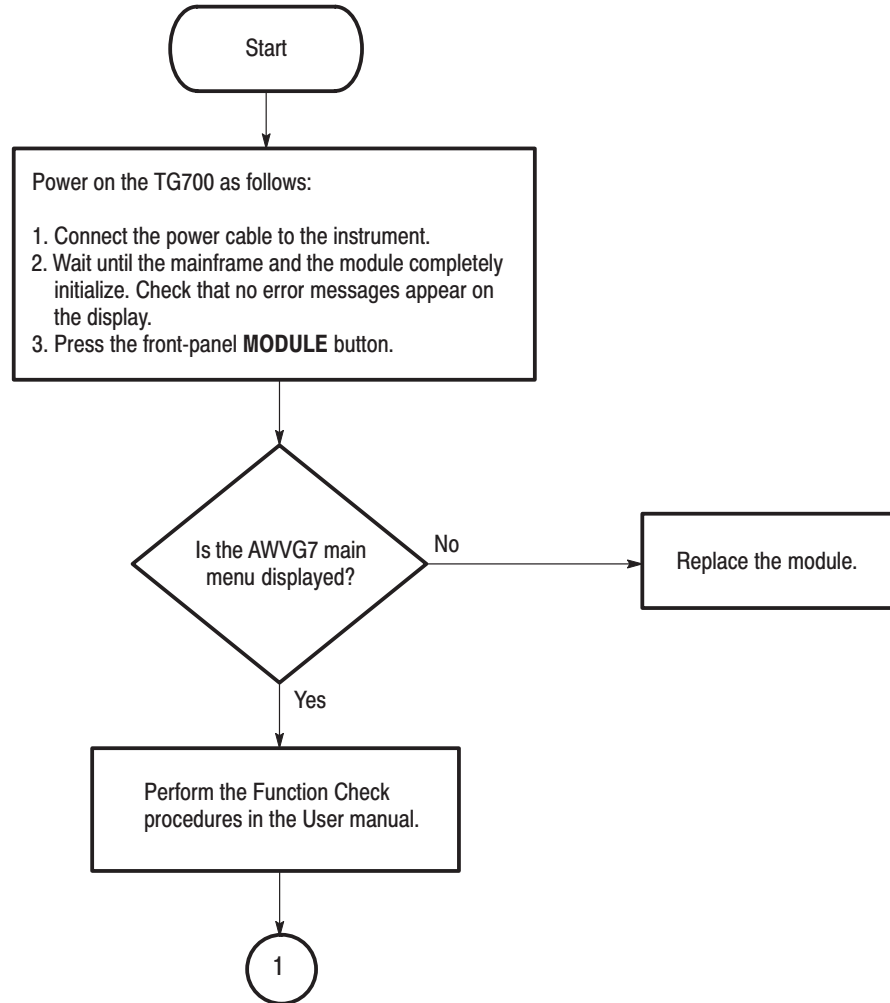 Start
Power on the TG700 as follows:
1. Connect the power cable to the instrument.
2. Wait until the mainframe and the module completely
initialize. Check that no error messages appear on
the display.
3. Press the front-panel MODULE button.
Is the AWVG7 main
menu displayed?
No
Replace the module.
Yes
Perform the Function Check
procedures in the User manual.
1